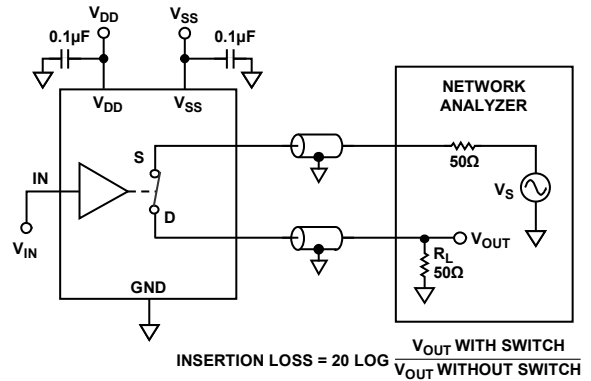 V_DD
V_SS
0.1µF
0.1µF
V_DD
V_SS
NETWORK
ANALYZER
S
50Ω
IN
V_S
D
V_OUT
V_IN
R_L
50Ω
GND
INSERTION LOSS = 20 LOG V_OUT WITH SWITCH
V_OUT WITHOUT SWITCH